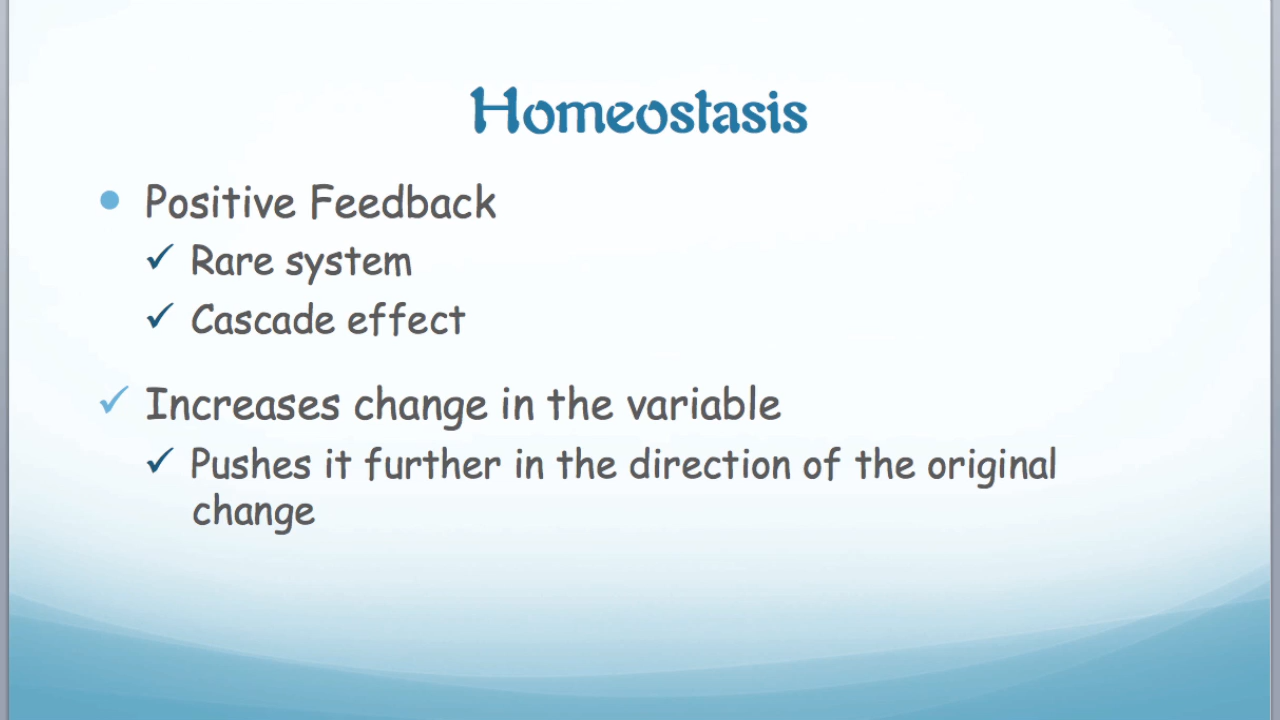 Homeostasis
Positive Feedback
Rare system
Cascade effect
Increases change in the variable
Pushes it further in the direction of the original
change